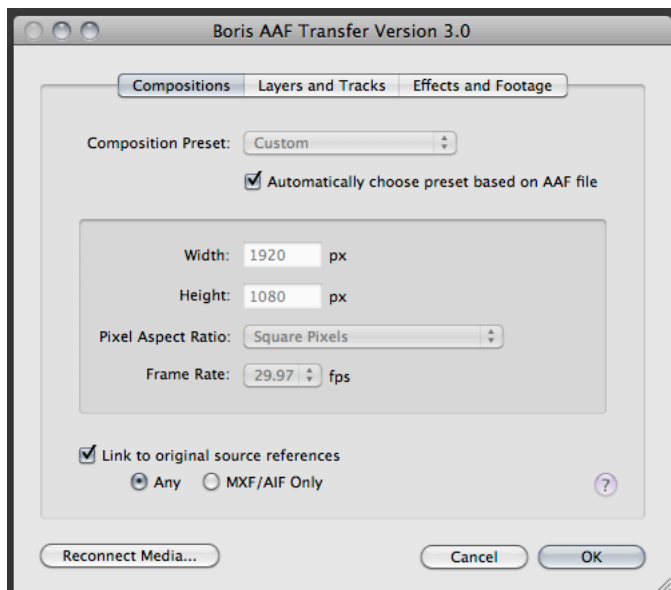 Boris AAF Transfer Version 3.0
Compositions Layers and Tracks Effects and Footage
Composition Preset: Custom
Automatically choose preset based on AAF file
Width: 1920 px
Height: 1080 px
Pixel Aspect Ratio: Square Pixels
Frame Rate: 29.97 fps
Link to original source references
Any MXF/AIF Only
?
Reconnect Media... Cancel OK